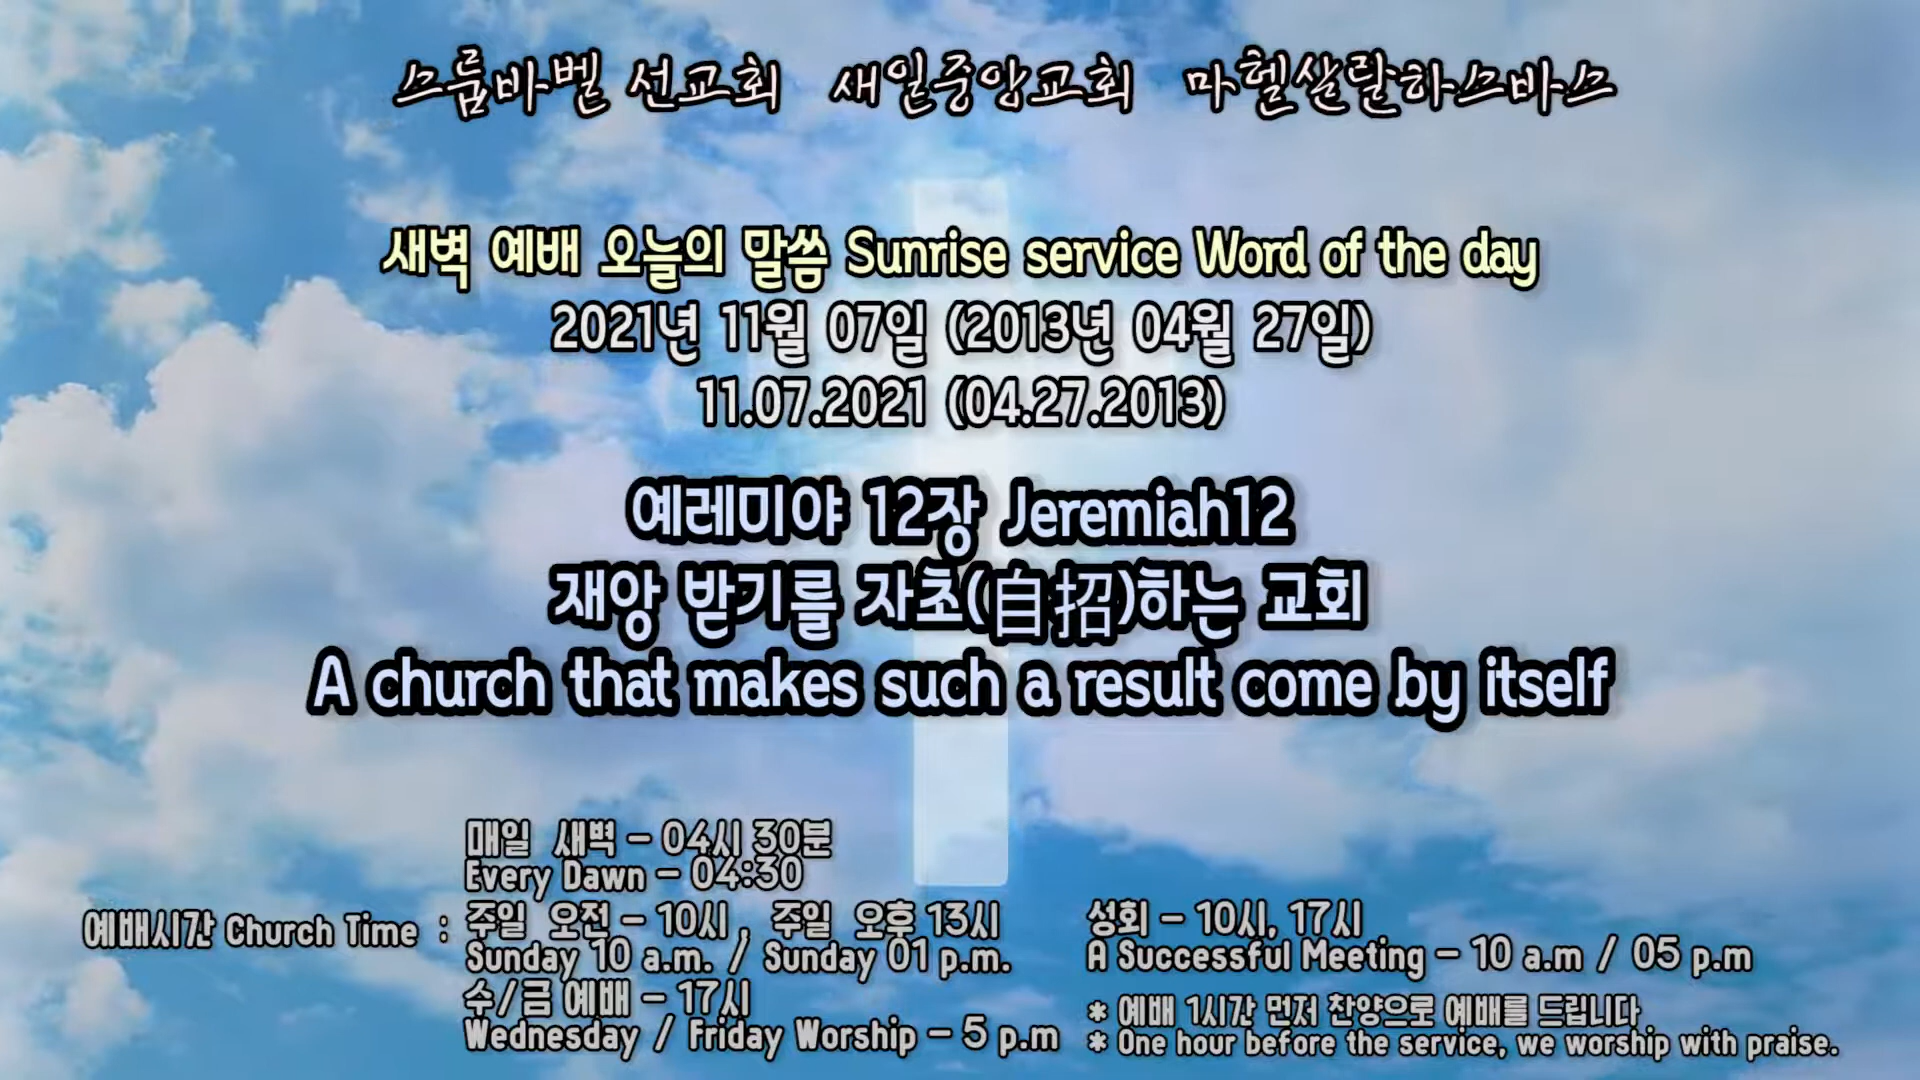 스룹바벨 선교회 새일중앙교회 마헬살랄하스바스
새벽 예배 오늘의 말씀 Sunrise service Word of the day
2021년 11월 07일 (2013년 04월 27일)
11.07.2021 (04.27.2013)
예레미야 12장 Jeremiah12
재앙 받기를 자초(自招)하는 교회
A church that makes such a result come by itself
예배시간 Church Time :
매일 새벽 - 04시 30분
Every Dawn - 04:30
주일 오전 - 10시 , 주일 오후 13시
Sunday 10 a.m. / Sunday 01 p.m.
수/금 예배 - 17시
Wednesday / Friday Worship - 5 p.m
성회 - 10시, 17시
A Successful Meeting - 10 a.m / 05 p.m
* 예배 1시간 먼저 찬양으로 예배를 드립니다
* One hour before the service, we worship with praise.